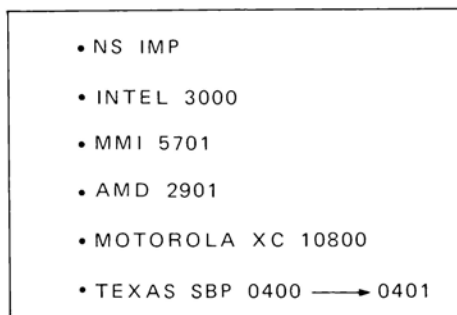 • NS IMP
• INTEL 3000
• MMI 5701
• AMD 2901
• MOTOROLA XC 10800
• TEXAS SBP 0400 ⟶ 0401